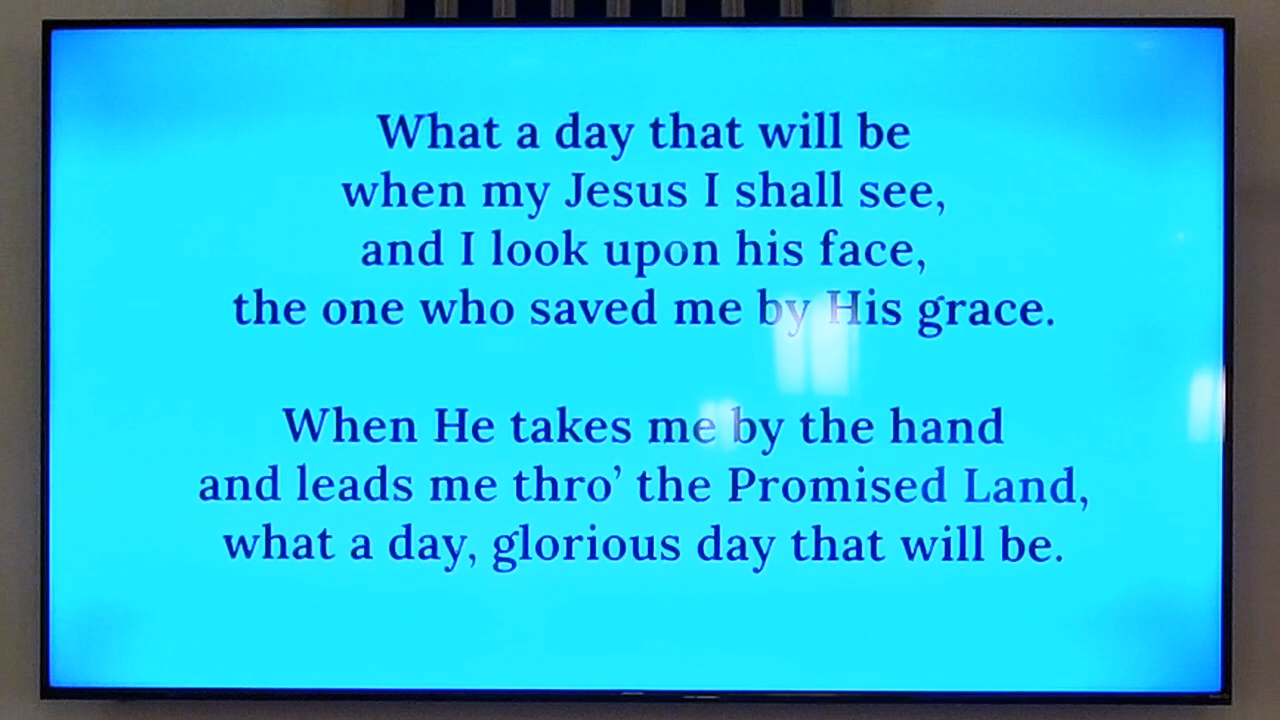 What a day that will be
when my Jesus I shall see,
and I look upon his face,
the one who saved me by His grace.
When He takes me by the hand
and leads me thro’ the Promised Land,
what a day, glorious day that will be.